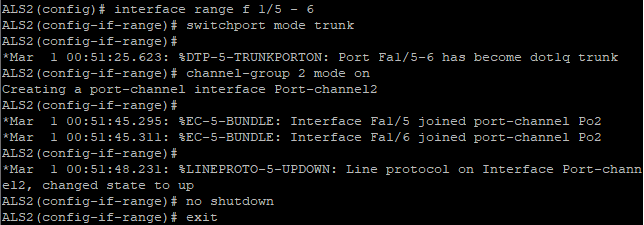 ALS2(config)# interface range f 1/5 - 6
ALS2(config-if-range)# switchport mode trunk
ALS2(config-if-range)#
*Mar  1 00:51:25.623: %DTP-5-TRUNKPORTON: Port Fa1/5-6 has become dot1q trunk
ALS2(config-if-range)# channel-group 2 mode on
Creating a port-channel interface Port-channel2
ALS2(config-if-range)#
*Mar  1 00:51:45.295: %EC-5-BUNDLE: Interface Fa1/5 joined port-channel Po2
*Mar  1 00:51:45.311: %EC-5-BUNDLE: Interface Fa1/6 joined port-channel Po2
ALS2(config-if-range)#
*Mar  1 00:51:48.231: %LINEPROTO-5-UPDOWN: Line protocol on Interface Port-chann
el2, changed state to up
ALS2(config-if-range)# no shutdown
ALS2(config-if-range)# exit